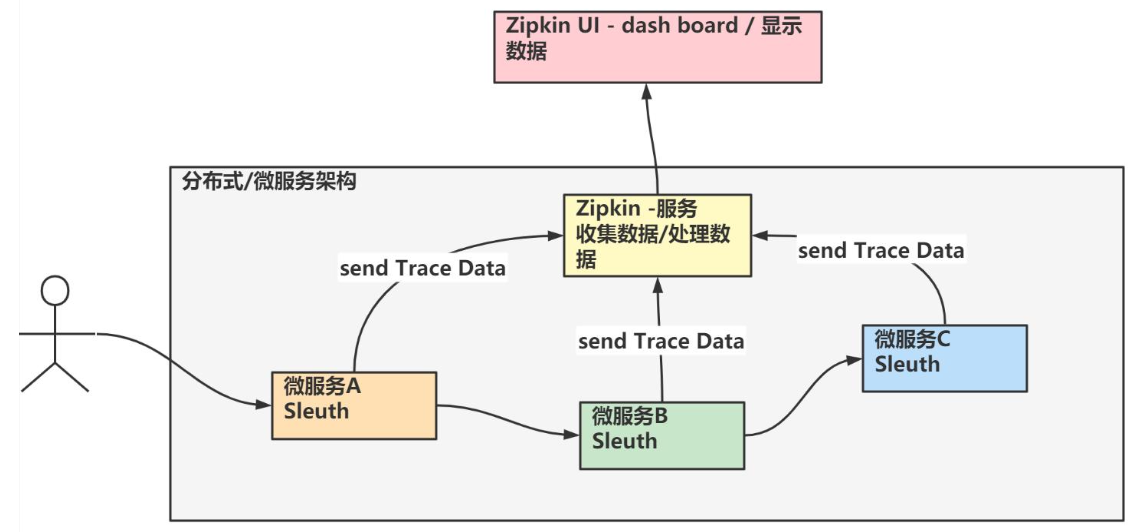 Zipkin UI - dash board / 显示
数据
分布式/微服务架构
Zipkin -服务
收集数据/处理数
据
send Trace Data
send Trace Data
send Trace Data
微服务C
Sleuth
微服务A
Sleuth
微服务B
Sleuth